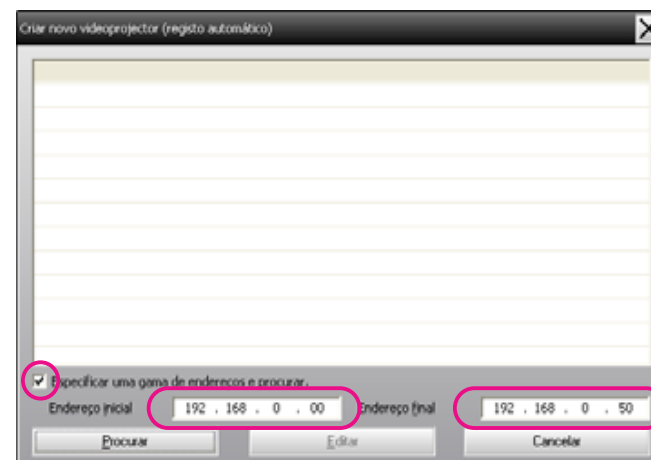 Criar novo videoprojector (registo automático)
Especificar uma gama de endereços e procurar.
Endereço inicial 192 . 168 . 0 . 00 Endereço final 192 . 168 . 0 . 50
Procurar Editar Cancelar